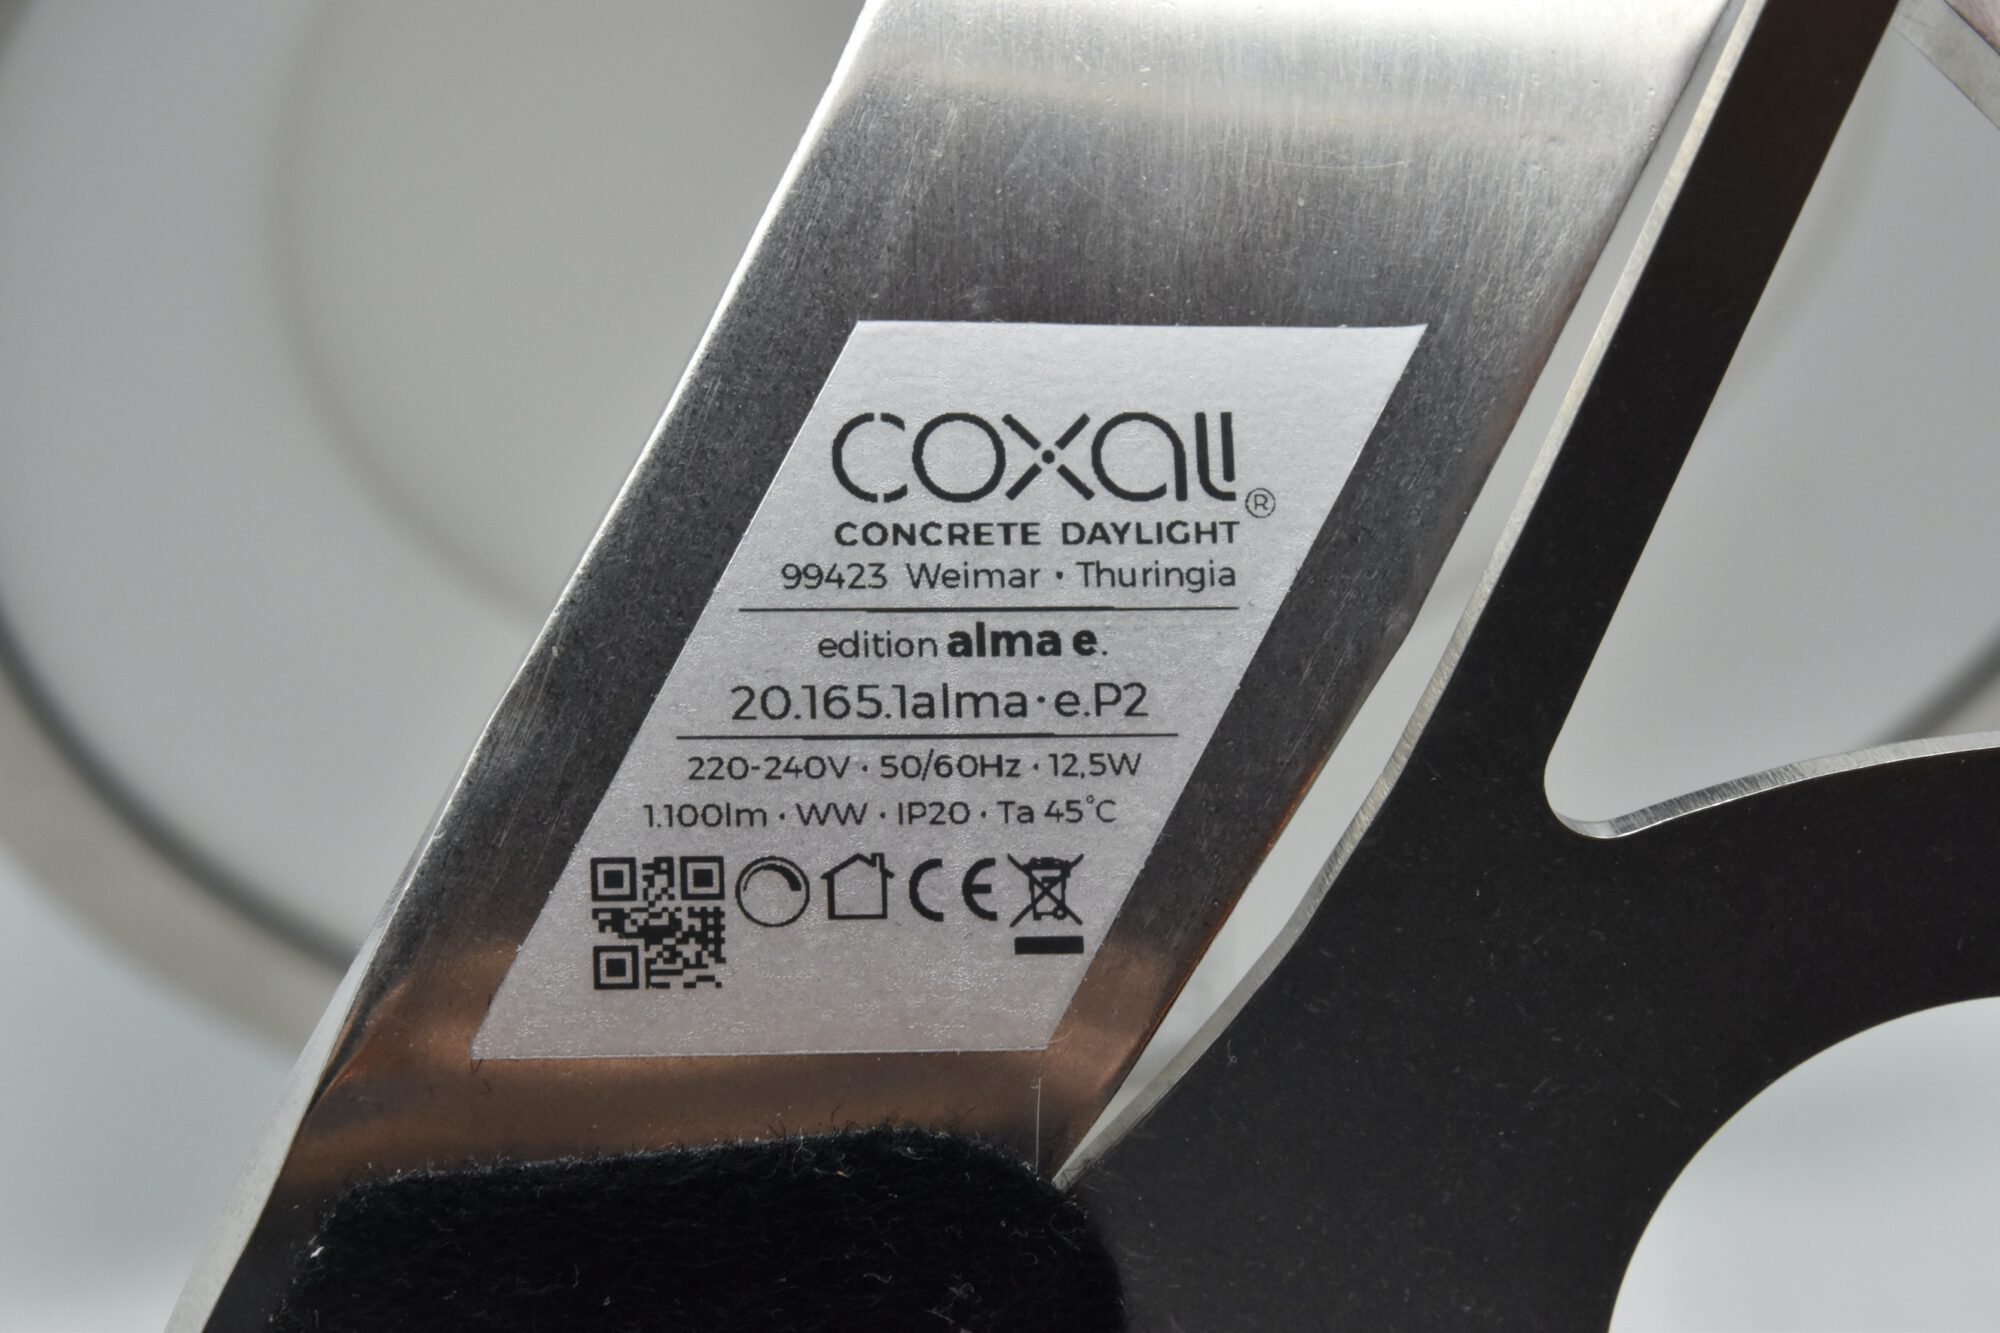 coxall®
CONCRETE DAYLIGHT
99423 Weimar • Thuringia
edition alma e.
20.165.1alma·e.P2
220-240V · 50/60Hz · 12,5W
1.100lm · WW · IP20 · Ta 45°C
CE